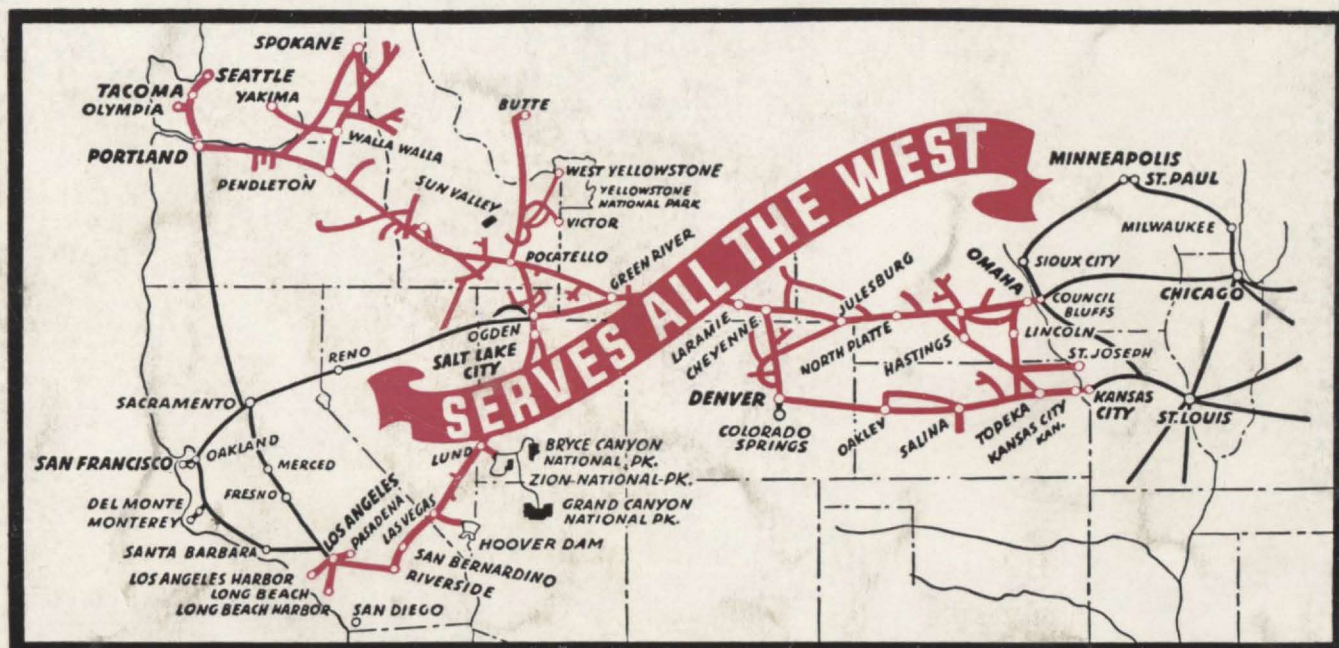 SPOKANE
SEATTLE
TACOMA
OLYMPIA
YAKIMA
WALLA WALLA
PORTLAND
PENDLETON
BUTTE
SUN VALLEY
WEST YELLOWSTONE
YELLOWSTONE
NATIONAL PARK
VICTOR
POCATELLO
GREEN RIVER
SERVES ALL THE WEST
MINNEAPOLIS
ST. PAUL
MILWAUKEE
SIOUX CITY
CHICAGO
OMAHA
COUNCIL
BLUFFS
LINCOLN
ST. JOSEPH
JULESBURG
LARAMIE
CHEYENNE
NORTH PLATTE
HASTINGS
OGDEN
SALT LAKE
CITY
RENO
SACRAMENTO
DENVER
COLORADO
SPRINGS
OAKLEY
SALINA
TOPEKA
KANSAS CITY
KAN.
KANSAS
CITY
ST. LOUIS
OAKLAND
SAN FRANCISCO
MERCED
FRESNO
DEL MONTE
MONTEREY
SANTA BARBARA
LOS ANGELES
PASADENA
LAS VEGAS
LUND
BRYCE CANYON
NATIONAL PK.
ZION-NATIONAL-PK.
GRAND CANYON
NATIONAL PK.
HOOVER DAM
SAN BERNARDINO
RIVERSIDE
LOS ANGELES HARBOR
LONG BEACH
LONG BEACH HARBOR
SAN DIEGO